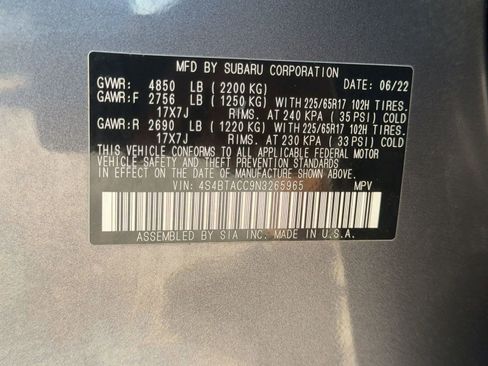 MFD BY SUBARU CORPORATION
GVWR: 4850 LB ( 2200 KG) DATE: 06/22
GAWR:F 2756 LB ( 1250 KG) WITH 225/65R17 102H TIRES.
17X7J RIMS. AT 240 KPA ( 35 PSI) COLD
GAWR:R 2690 LB ( 1220 KG) WITH 225/65R17 102H TIRES.
17X7J RIMS. AT 230 KPA ( 33 PSI) COLD
THIS VEHICLE CONFORMS TO ALL APPLICABLE FEDERAL MOTOR
VEHICLE SAFETY AND THEFT PREVENTION STANDARDS
IN EFFECT ON THE DATE OF MANUFACTURE SHOWN ABOVE.
VIN: 4S4BTACC9N3265965 MPV
ASSEMBLED BY SIA INC. MADE IN U.S.A.